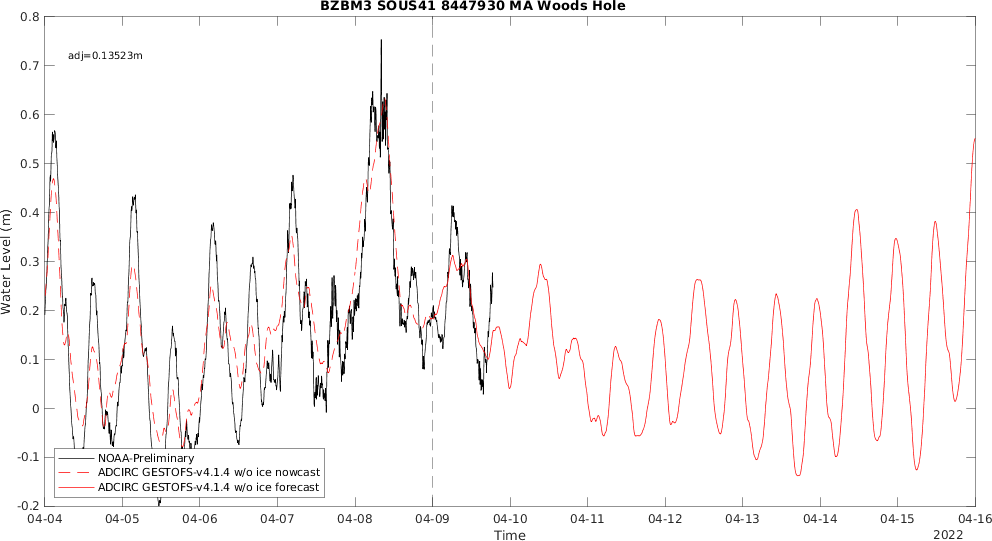 BZBM3 SOUS41 8447930 MA Woods Hole
0.8
0.7
0.6
0.5
0.4
0.3
0.2
0.1
0
-0.1
-0.2
Water Level (m)
adj=0.13523m
NOAA-Preliminary
ADCIRC GESTOFS-v4.1.4 w/o ice nowcast
ADCIRC GESTOFS-v4.1.4 w/o ice forecast
04-04 04-05 04-06 04-07 04-08 04-09 04-10 04-11 04-12 04-13 04-14 04-15 04-16
Time
2022